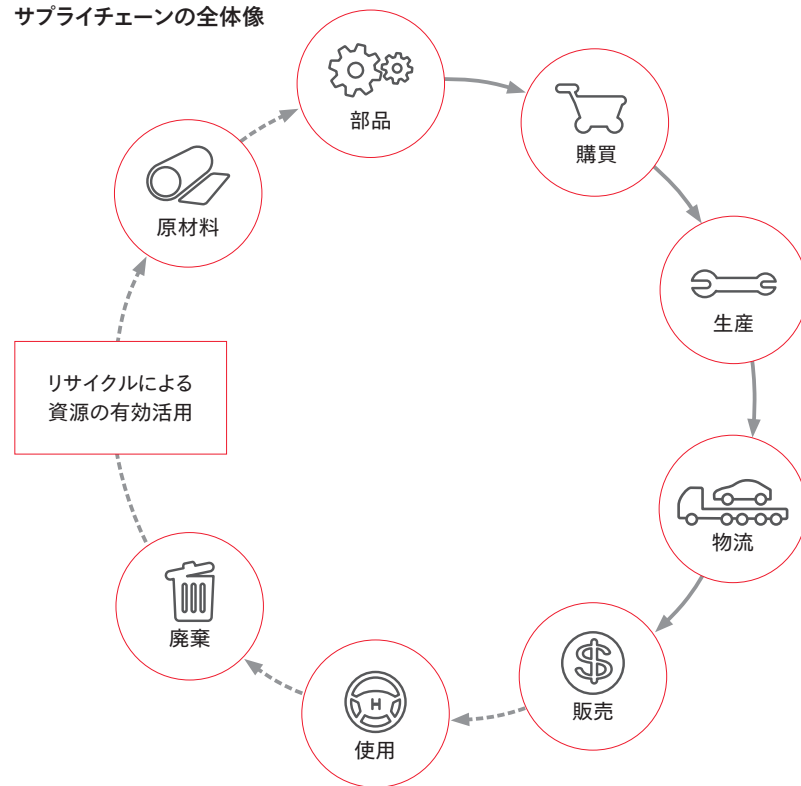 サプライチェーンの全体像
部品
購買
生産
物流
販売
H
使用
廃棄
リサイクルによる
資源の有効活用
原材料